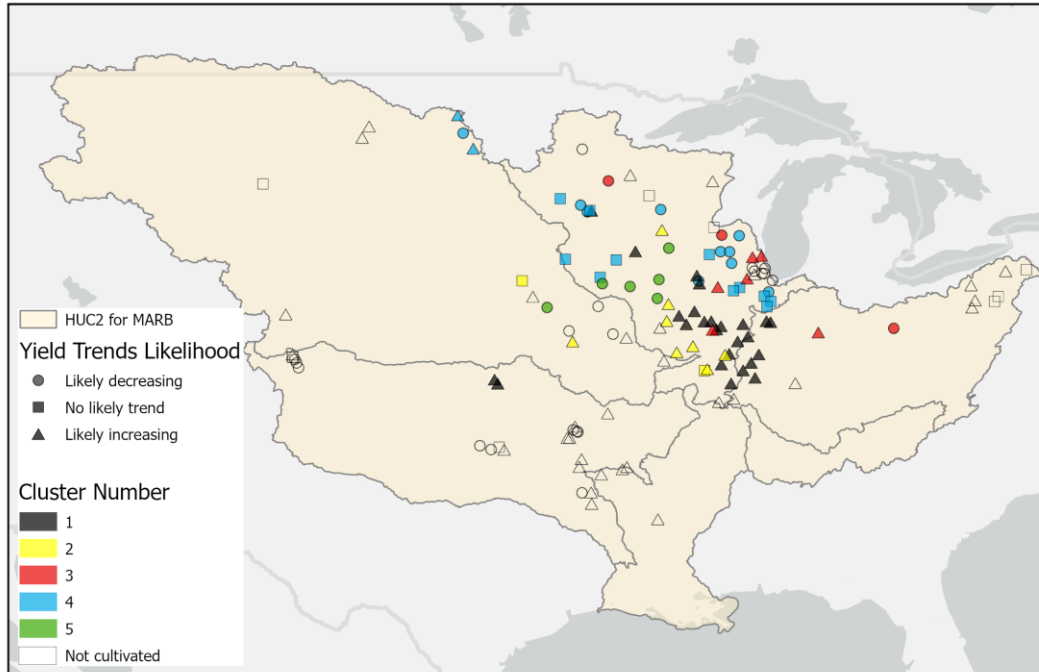 HUC2 for MARB
Yield Trends Likelihood
Likely decreasing
No likely trend
Likely increasing
Cluster Number
1
2
3
4
5
Not cultivated